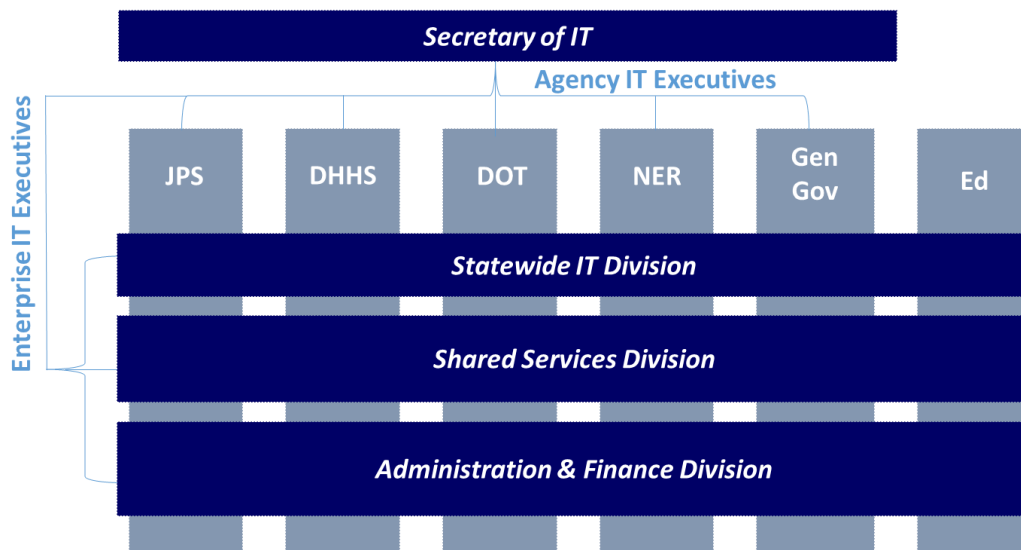 Secretary of IT
Agency IT Executives
Enterprise IT Executives
JPS
DHHS
DOT
NER
Gen
Gov
Ed
Statewide IT Division
Shared Services Division
Administration & Finance Division